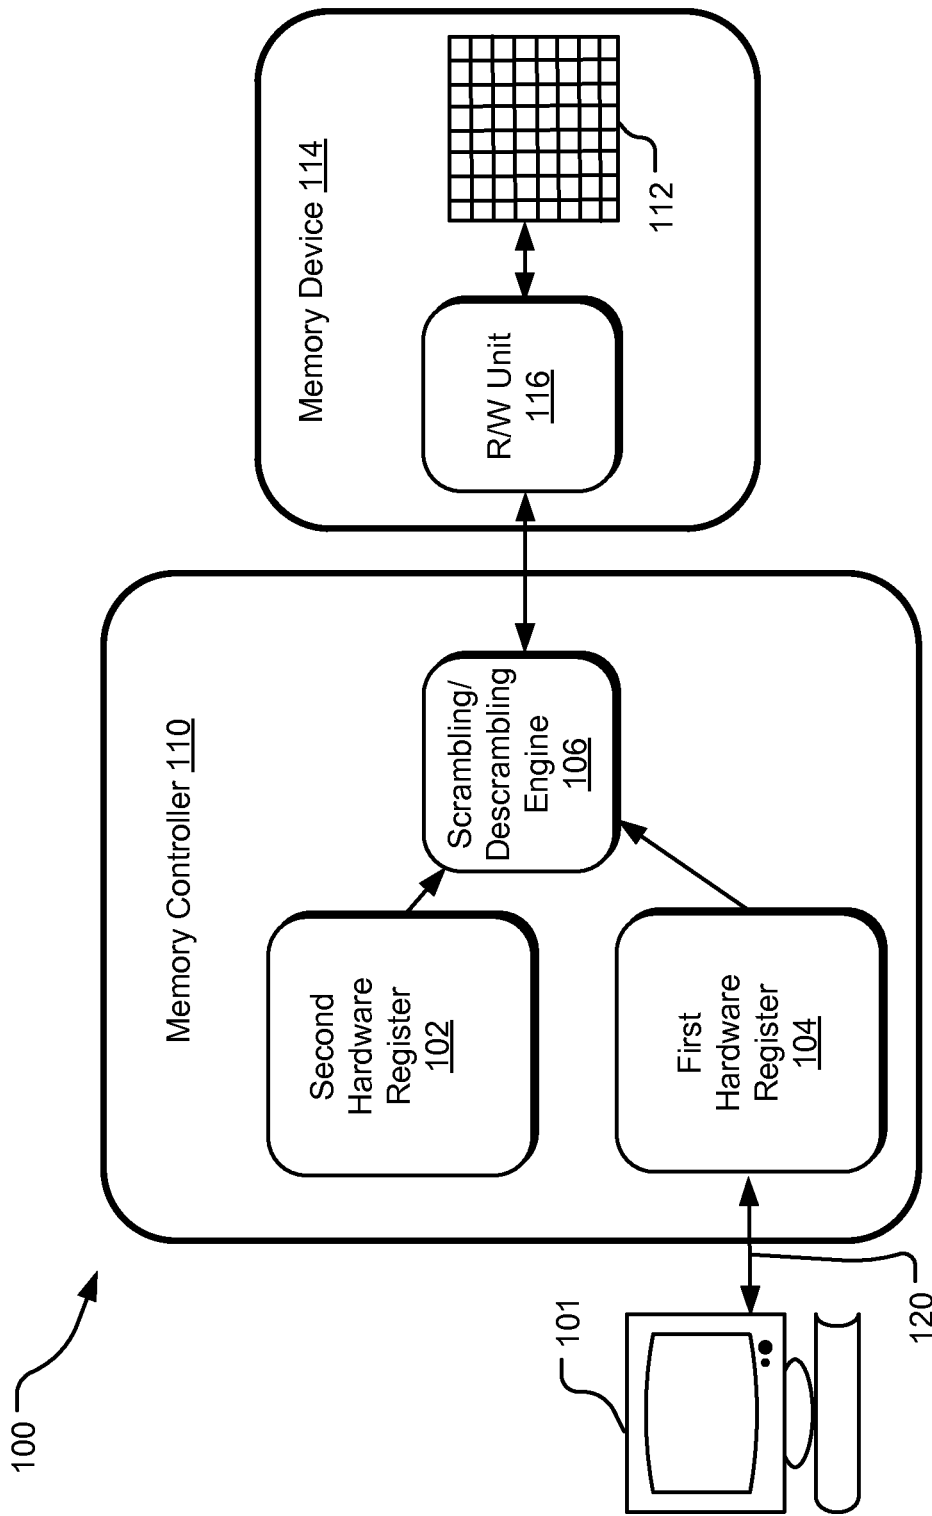 100
Memory Controller 110
Memory Device 114
Second
Hardware
Register
102
Scrambling/
Descrambling
Engine
106
R/W Unit
116
112
101
First
Hardware
Register
104
120